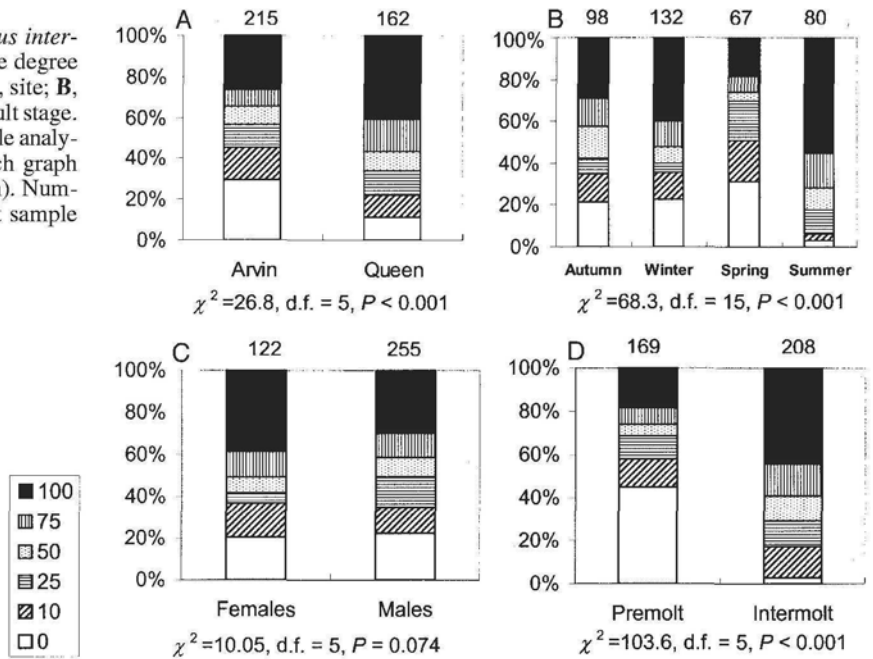 us inter-
e degree
, site; B,
ult stage.
le analy-
ch graph
). Num-
sample
A 215 162
100%
80%
60%
40%
20%
0%
Arvin Queen
χ² =26.8, d.f. = 5, P < 0.001
B 98 132 67 80
100%
80%
60%
40%
20%
0%
Autumn Winter Spring Summer
χ² =68.3, d.f. = 15, P < 0.001
C 122 255
100%
80%
60%
40%
20%
0%
Females Males
χ² =10.05, d.f. = 5, P = 0.074
D 169 208
100%
80%
60%
40%
20%
0%
Premolt Intermolt
χ² =103.6, d.f. = 5, P < 0.001
100
75
50
25
10
0